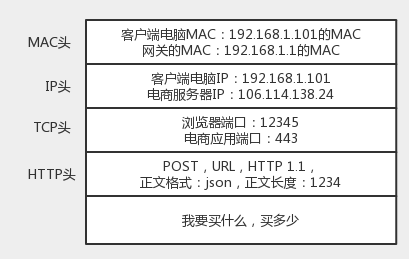 MAC头
客户端电脑MAC：192.168.1.101的MAC
网关的MAC：192.168.1.1的MAC
IP头
客户端电脑IP：192.168.1.101
电商服务器IP：106.114.138.24
TCP头
浏览器端口：12345
电商应用端口：443
HTTP头
POST，URL，HTTP 1.1，
正文格式：json，正文长度：1234
我要买什么，买多少